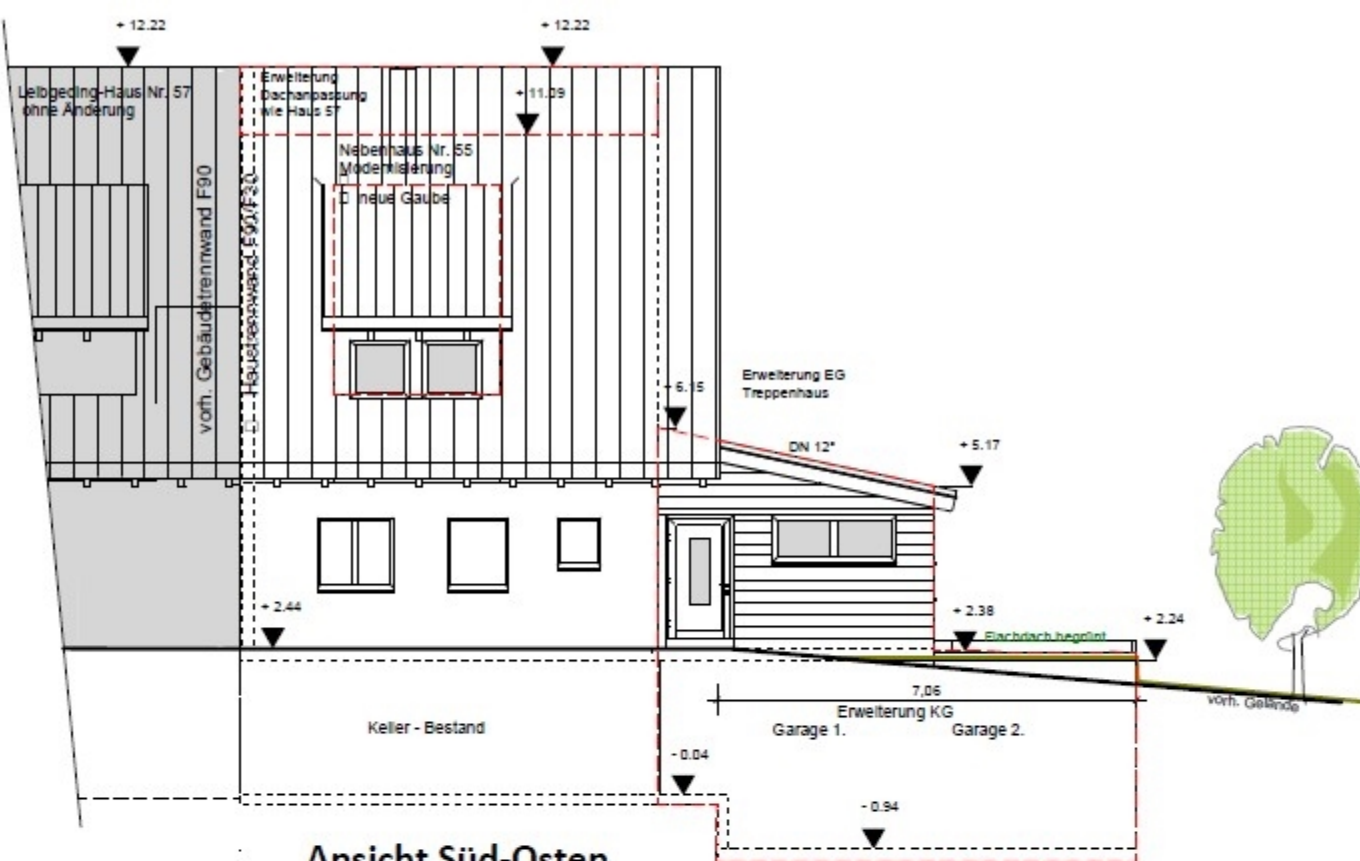 + 12.22
+ 12.22
Leibgeding-Haus Nr. 57
ohne Änderung
Erweiterung
Dachanpassung
wie Haus 57
+ 11.09
Nebenhaus Nr. 55
Modernisierung
neue Gaube
vorh. Gebäudetrennwand F90
Haustrennwand F90/F30
+ 6.15
Erweiterung EG
Treppenhaus
DN 12°
+ 5.17
+ 2.44
+ 2.38
Flachdach begrünt
+ 2.24
7,06
vorh. Gelände
Erweiterung KG
Keller - Bestand
Garage 1.
Garage 2.
- 0.04
- 0.94
Ansicht Süd-Osten